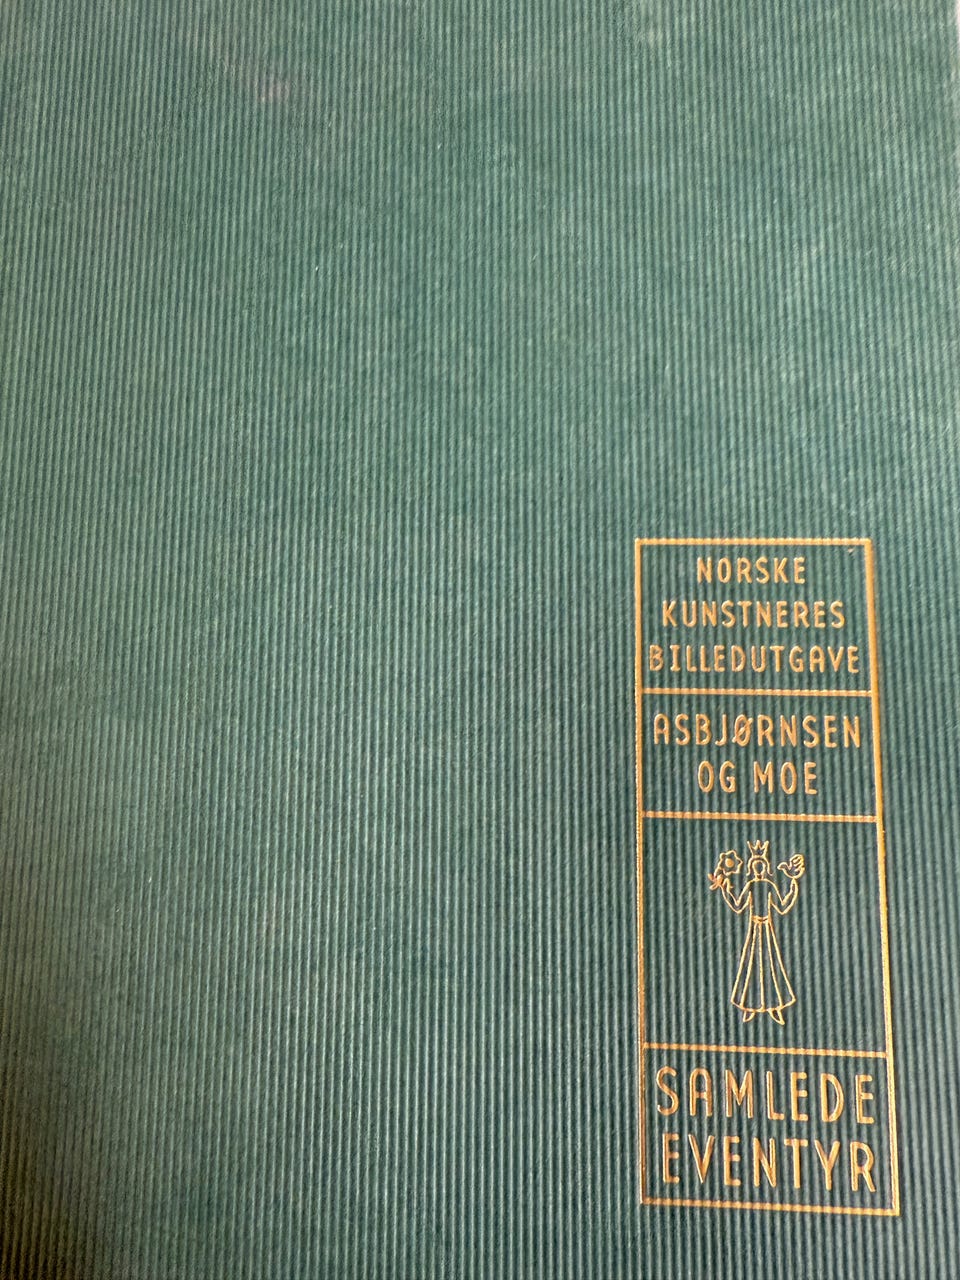 NORSKE
KUNSTNERES
BILLEDUTGAVE
ASBJØRNSEN
OG MOE
SAMLEDE
EVENTYR